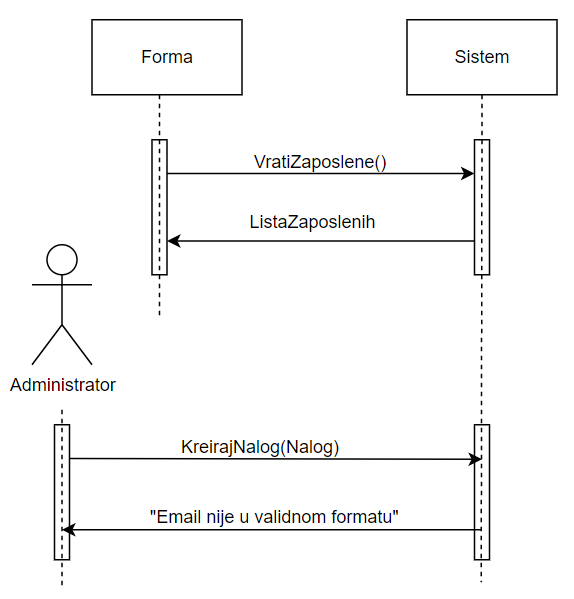 Forma
Sistem
VratiZaposlene()
ListaZaposlenih
Administrator
KreirajNalog(Nalog)
"Email nije u validnom formatu"